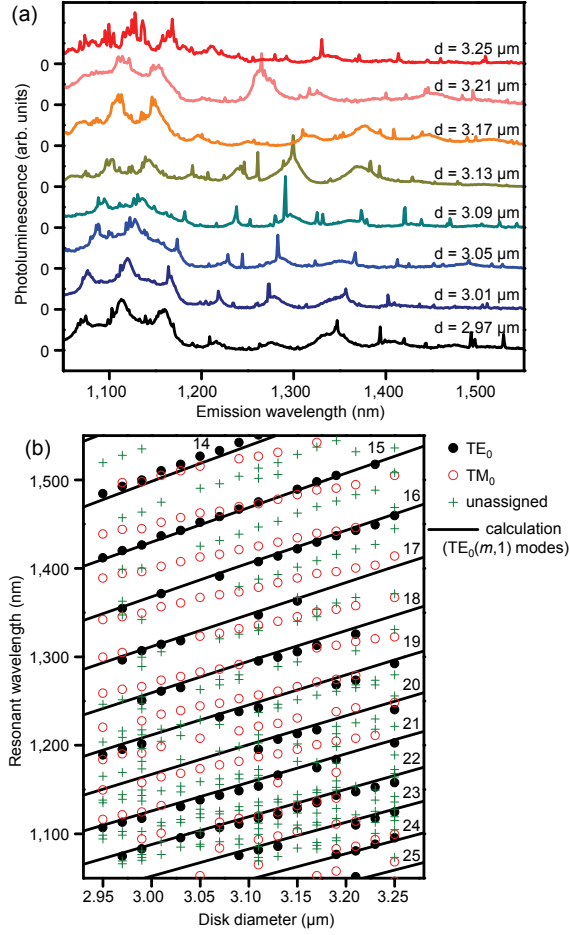 (a)
Photoluminescence (arb. units)
0
0
0
0
0
0
0
0
d = 3.25 μm
d = 3.21 μm
d = 3.17 μm
d = 3.13 μm
d = 3.09 μm
d = 3.05 μm
d = 3.01 μm
d = 2.97 μm
1,100 1,200 1,300 1,400 1,500
Emission wavelength (nm)
(b)
Resonant wavelength (nm)
1,500
1,400
1,300
1,200
1,100
14
15
16
17
18
19
20
21
22
23
24
25
2.95 3.00 3.05 3.10 3.15 3.20 3.25
Disk diameter (μm)
TE0
TM0
unassigned
calculation
(TE0(m,1) modes)